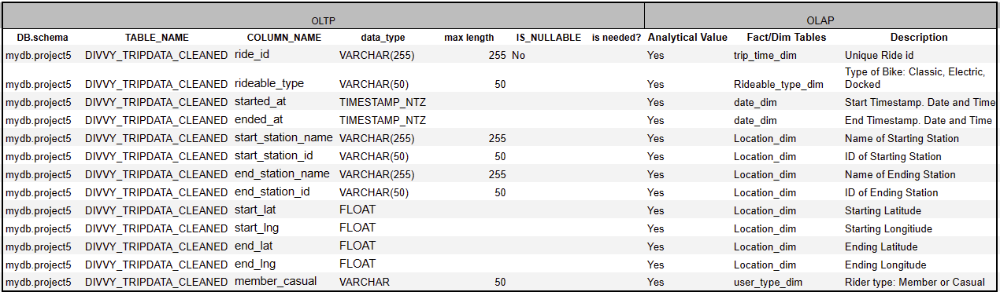 OLTP OLAP
DB.schema TABLE_NAME COLUMN_NAME data_type max length IS_NULLABLE is needed? Analytical Value Fact/Dim Tables Description
mydb.project5 DIVVY_TRIPDATA_CLEANED ride_id VARCHAR(255) 255 No Yes trip_time_dim Unique Ride id
mydb.project5 DIVVY_TRIPDATA_CLEANED rideable_type VARCHAR(50) 50 Yes Rideable_type_dim Type of Bike: Classic, Electric,
Docked
mydb.project5 DIVVY_TRIPDATA_CLEANED started_at TIMESTAMP_NTZ Yes date_dim Start Timestamp. Date and Time
mydb.project5 DIVVY_TRIPDATA_CLEANED ended_at TIMESTAMP_NTZ Yes date_dim End Timestamp. Date and Time
mydb.project5 DIVVY_TRIPDATA_CLEANED start_station_name VARCHAR(255) 255 Yes Location_dim Name of Starting Station
mydb.project5 DIVVY_TRIPDATA_CLEANED start_station_id VARCHAR(50) 50 Yes Location_dim ID of Starting Station
mydb.project5 DIVVY_TRIPDATA_CLEANED end_station_name VARCHAR(255) 255 Yes Location_dim Name of Ending Station
mydb.project5 DIVVY_TRIPDATA_CLEANED end_station_id VARCHAR(50) 50 Yes Location_dim ID of Ending Station
mydb.project5 DIVVY_TRIPDATA_CLEANED start_lat FLOAT Yes Location_dim Starting Latitude
mydb.project5 DIVVY_TRIPDATA_CLEANED start_lng FLOAT Yes Location_dim Starting Longitiude
mydb.project5 DIVVY_TRIPDATA_CLEANED end_lat FLOAT Yes Location_dim Ending Latitude
mydb.project5 DIVVY_TRIPDATA_CLEANED end_lng FLOAT Yes Location_dim Ending Longitude
mydb.project5 DIVVY_TRIPDATA_CLEANED member_casual VARCHAR 50 Yes user_type_dim Rider type: Member or Casual